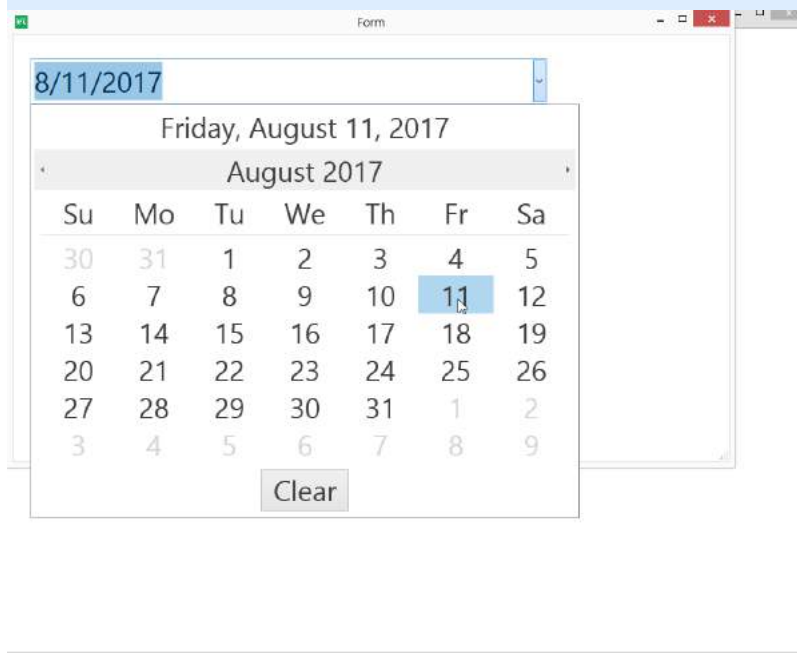 Form
8/11/2017
Friday, August 11, 2017
August 2017
Su Mo Tu We Th Fr Sa
30 31 1 2 3 4 5
6 7 8 9 10 11 12
13 14 15 16 17 18 19
20 21 22 23 24 25 26
27 28 29 30 31 1 2
3 4 5 6 7 8 9
Clear